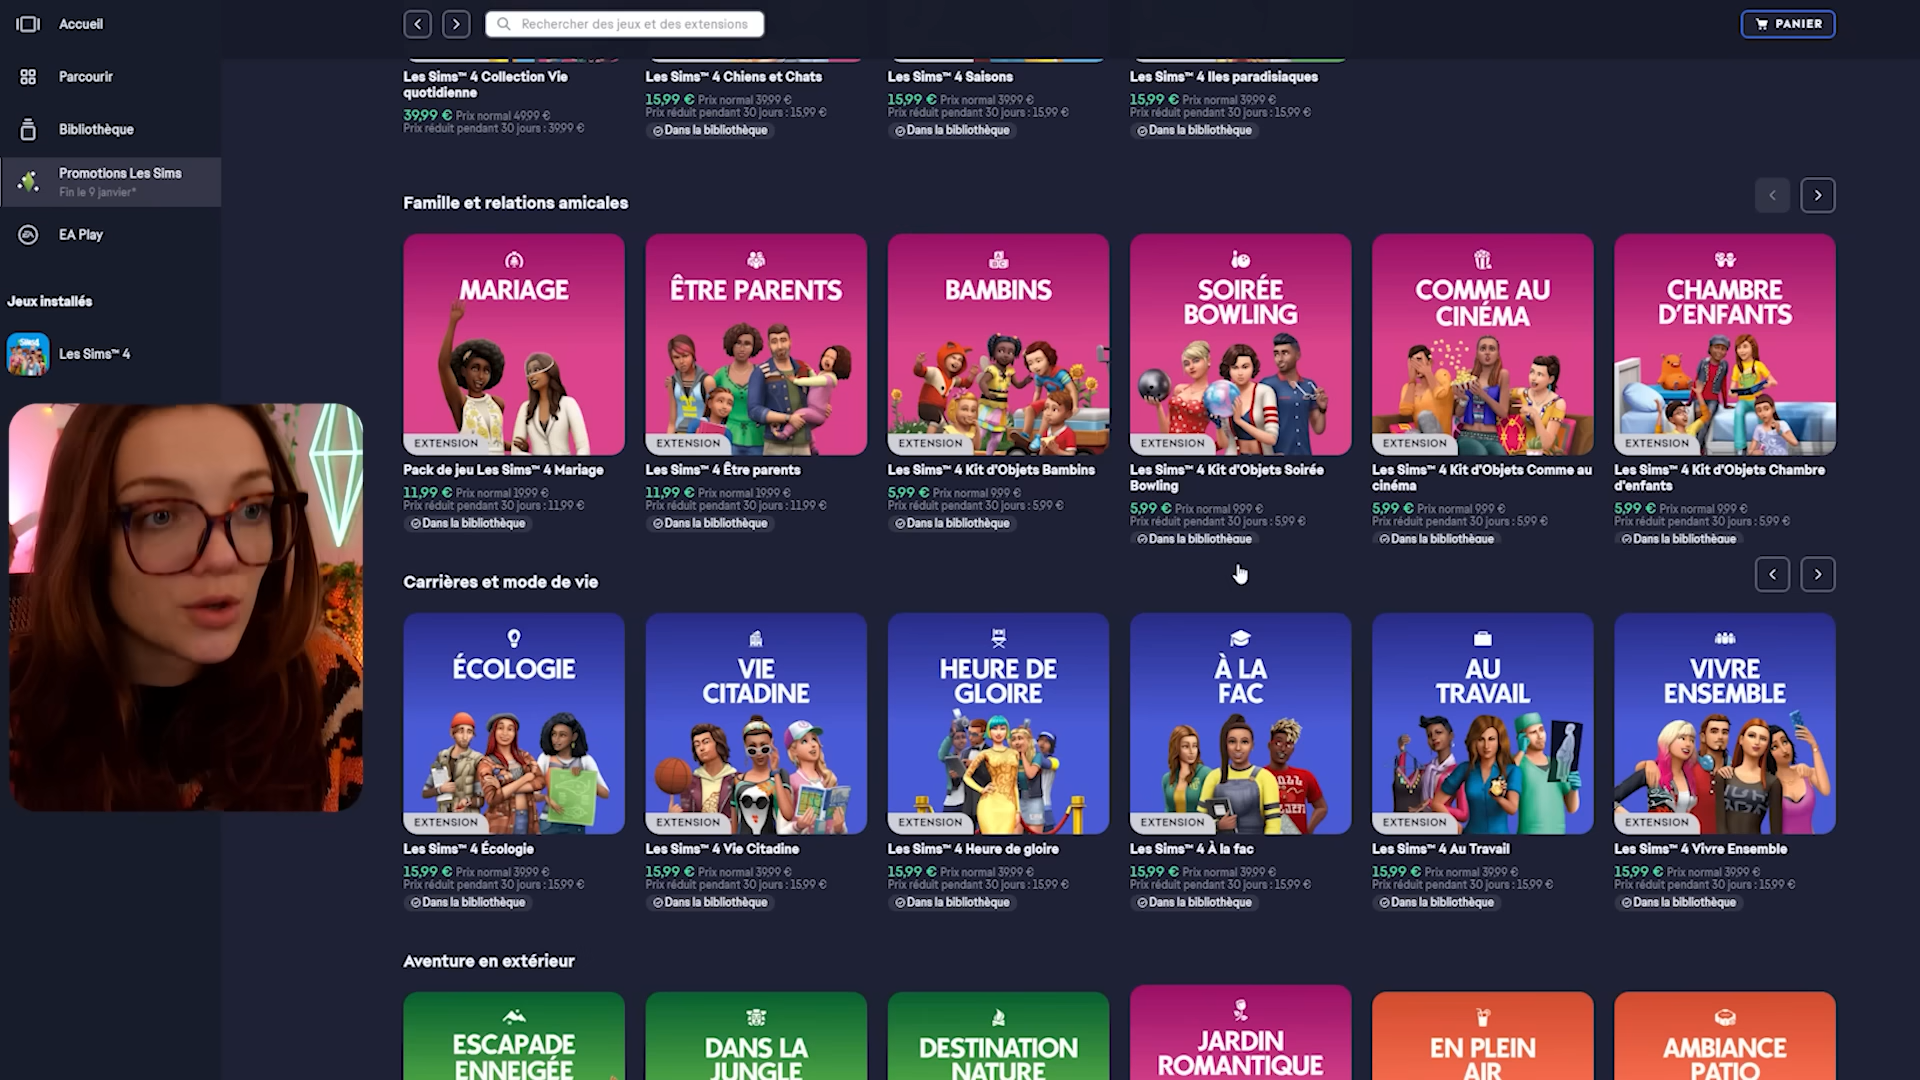 Accueil
Parcourir
Bibliothèque
Promotions Les Sims
Fin le 9 janvier*
EA Play
Jeux installés
Les Sims™ 4
Rechercher des jeux et des extensions
PANIER
Les Sims™ 4 Collection Vie
quotidienne
39,99 € Prix normal 49,99 €
Prix réduit pendant 30 jours : 39,99 €
Les Sims™ 4 Chiens et Chats
15,99 € Prix normal 39,99 €
Prix réduit pendant 30 jours : 15,99 €
Dans la bibliothèque
Les Sims™ 4 Saisons
15,99 € Prix normal 39,99 €
Prix réduit pendant 30 jours : 15,99 €
Dans la bibliothèque
Les Sims™ 4 Iles paradisiaques
15,99 € Prix normal 39,99 €
Prix réduit pendant 30 jours : 15,99 €
Dans la bibliothèque
Famille et relations amicales
MARIAGE
EXTENSION
Pack de jeu Les Sims™ 4 Mariage
11,99 € Prix normal 19,99 €
Prix réduit pendant 30 jours : 11,99 €
Dans la bibliothèque
ÊTRE PARENTS
EXTENSION
Les Sims™ 4 Être parents
11,99 € Prix normal 19,99 €
Prix réduit pendant 30 jours : 11,99 €
Dans la bibliothèque
BAMBINS
EXTENSION
Les Sims™ 4 Kit d'Objets Bambins
5,99 € Prix normal 9,99 €
Prix réduit pendant 30 jours : 5,99 €
Dans la bibliothèque
SOIRÉE
BOWLING
EXTENSION
Les Sims™ 4 Kit d'Objets Soirée
Bowling
5,99 € Prix normal 9,99 €
Prix réduit pendant 30 jours : 5,99 €
Dans la bibliothèque
COMME AU
CINÉMA
EXTENSION
Les Sims™ 4 Kit d'Objets Comme au
cinéma
5,99 € Prix normal 9,99 €
Prix réduit pendant 30 jours : 5,99 €
Dans la bibliothèque
CHAMBRE
D'ENFANTS
EXTENSION
Les Sims™ 4 Kit d'Objets Chambre
d'enfants
5,99 € Prix normal 9,99 €
Prix réduit pendant 30 jours : 5,99 €
Dans la bibliothèque
Carrières et mode de vie
ÉCOLOGIE
EXTENSION
Les Sims™ 4 Écologie
15,99 € Prix normal 39,99 €
Prix réduit pendant 30 jours : 15,99 €
Dans la bibliothèque
VIE
CITADINE
EXTENSION
Les Sims™ 4 Vie Citadine
15,99 € Prix normal 39,99 €
Prix réduit pendant 30 jours : 15,99 €
Dans la bibliothèque
HEURE DE
GLOIRE
EXTENSION
Les Sims™ 4 Heure de gloire
15,99 € Prix normal 39,99 €
Prix réduit pendant 30 jours : 15,99 €
Dans la bibliothèque
À LA
FAC
EXTENSION
Les Sims™ 4 À la fac
15,99 € Prix normal 39,99 €
Prix réduit pendant 30 jours : 15,99 €
Dans la bibliothèque
AU
TRAVAIL
EXTENSION
Les Sims™ 4 Au Travail
15,99 € Prix normal 39,99 €
Prix réduit pendant 30 jours : 15,99 €
Dans la bibliothèque
VIVRE
ENSEMBLE
EXTENSION
Les Sims™ 4 Vivre Ensemble
15,99 € Prix normal 39,99 €
Prix réduit pendant 30 jours : 15,99 €
Dans la bibliothèque
Aventure en extérieur
ESCAPADE
ENNEIGÉE
DANS LA
JUNGLE
DESTINATION
NATURE
JARDIN
ROMANTIQUE
EN PLEIN
AIR
AMBIANCE
PATIO